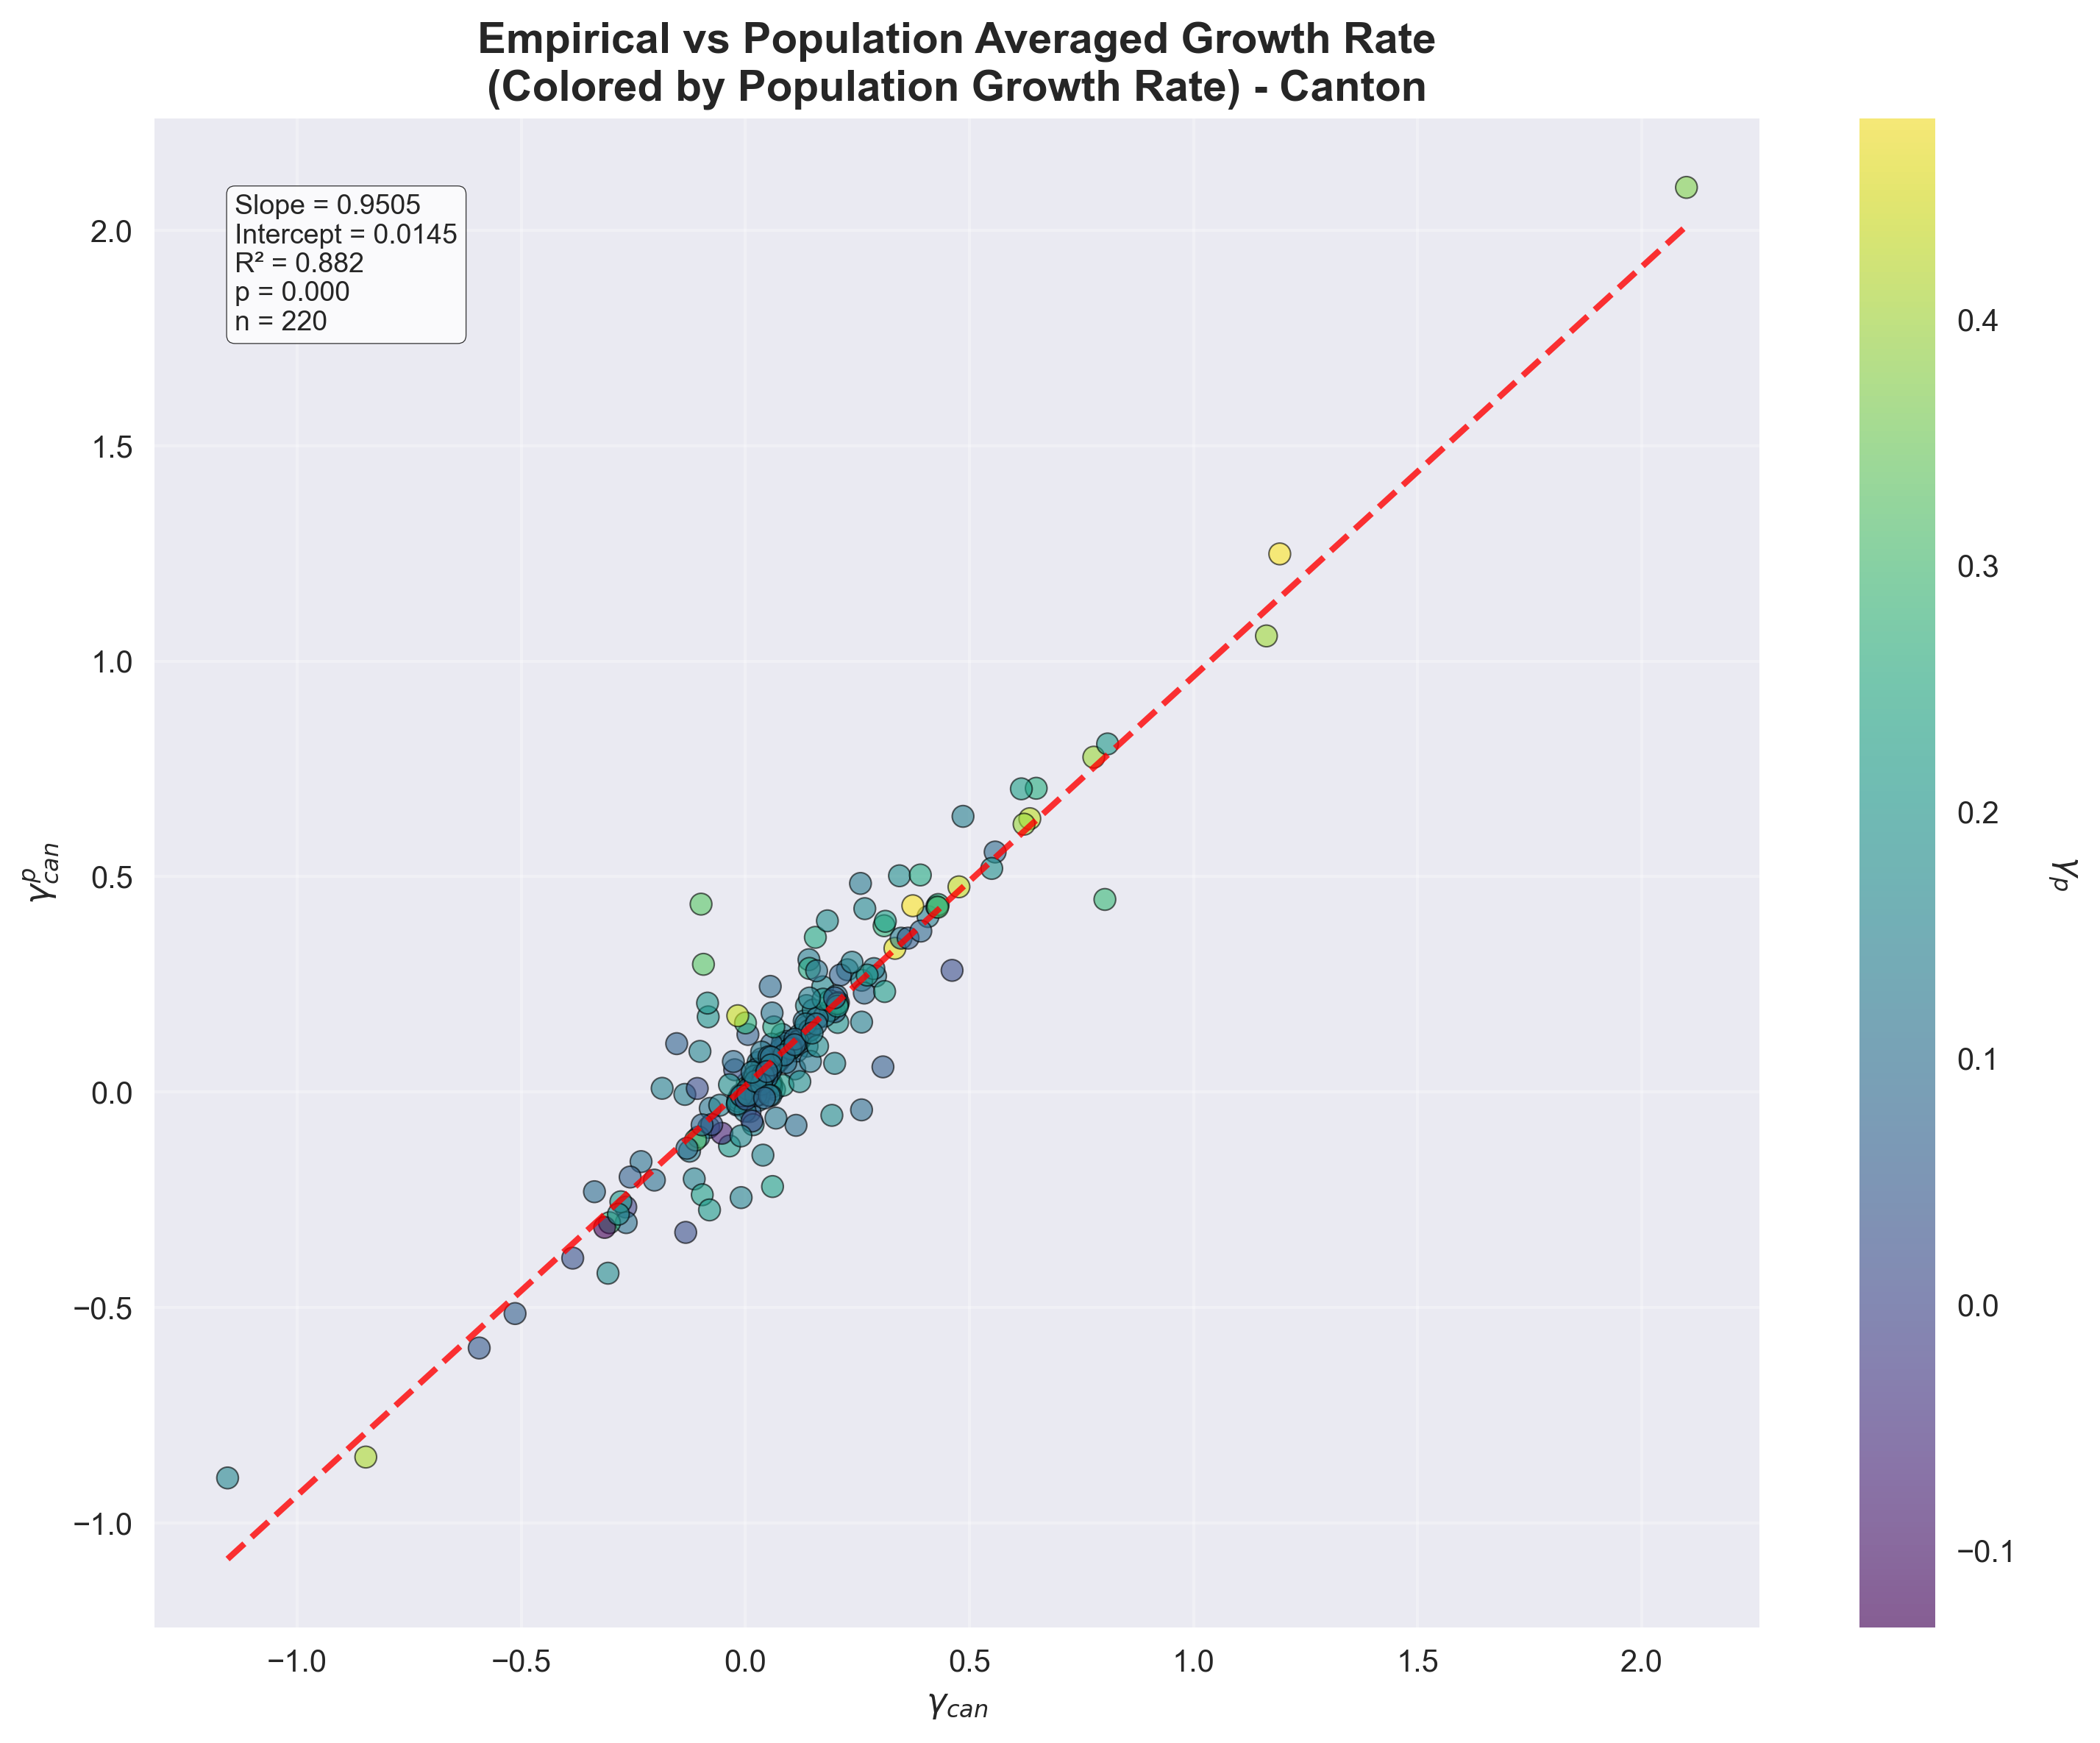 Empirical vs Population Averaged Growth Rate
(Colored by Population Growth Rate) - Canton
Slope = 0.9505
Intercept = 0.0145
R² = 0.882
p = 0.000
n = 220
2.0
1.5
1.0
0.5
0.0
−0.5
−1.0
γ^p_can
−1.0
−0.5
0.0
0.5
1.0
1.5
2.0
γ_can
0.4
0.3
0.2
0.1
0.0
−0.1
γ_p